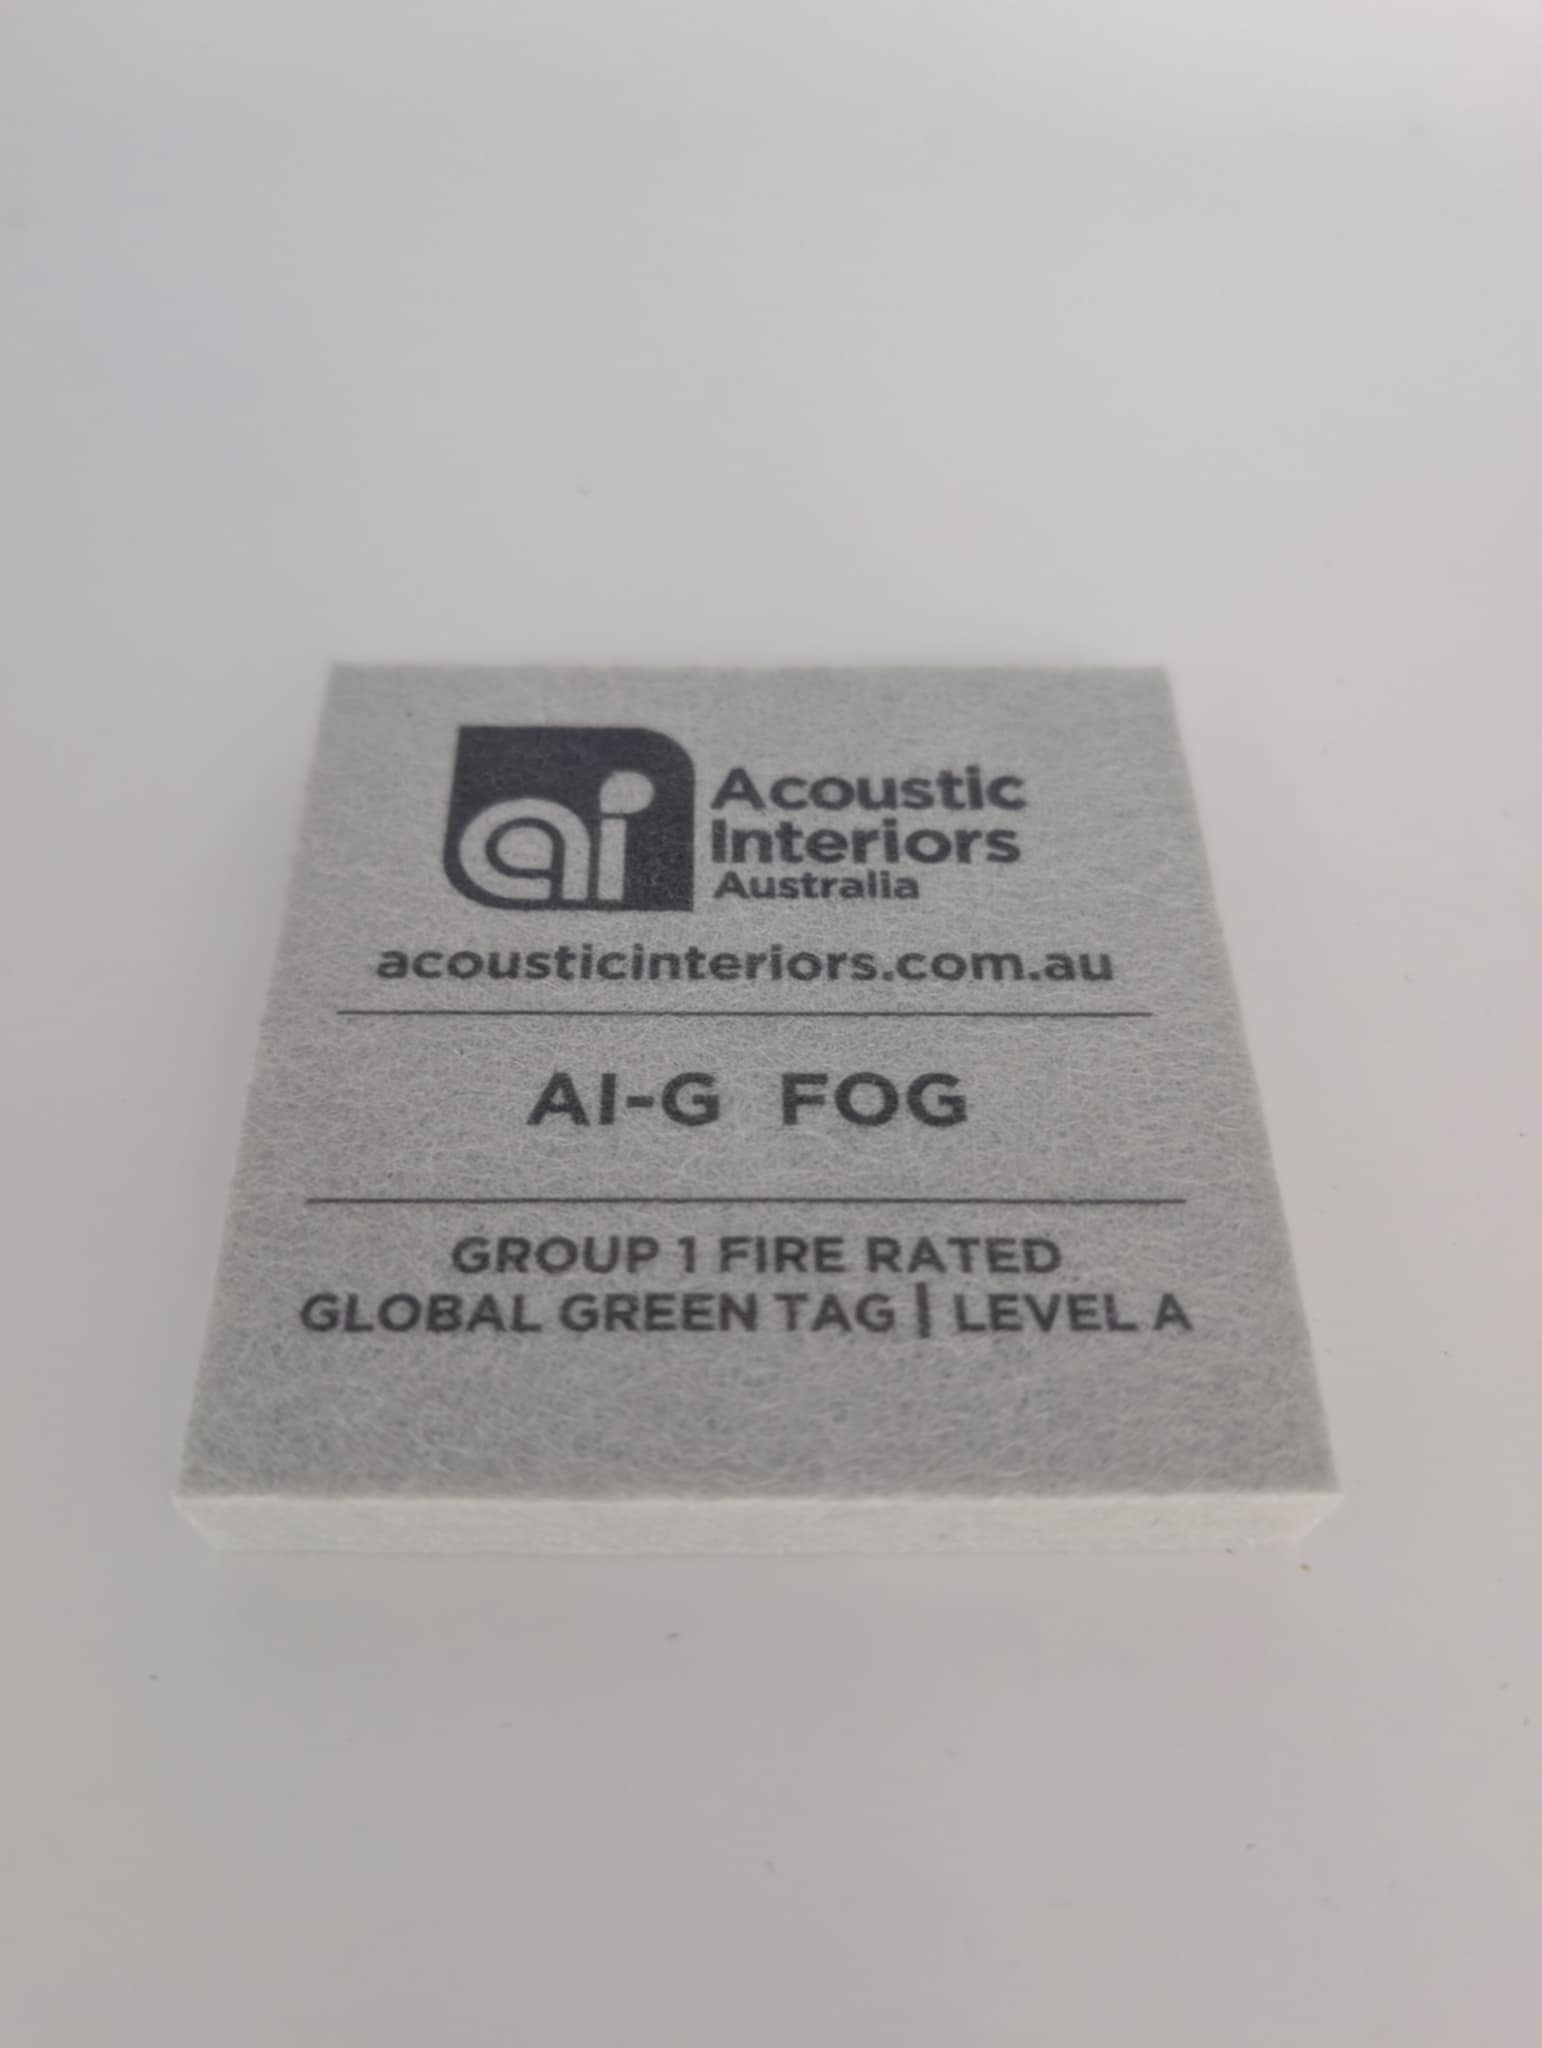 ai
Acoustic
Interiors
Australia
acousticinteriors.com.au
AI-G FOG
GROUP 1 FIRE RATED
GLOBAL GREEN TAG | LEVEL A